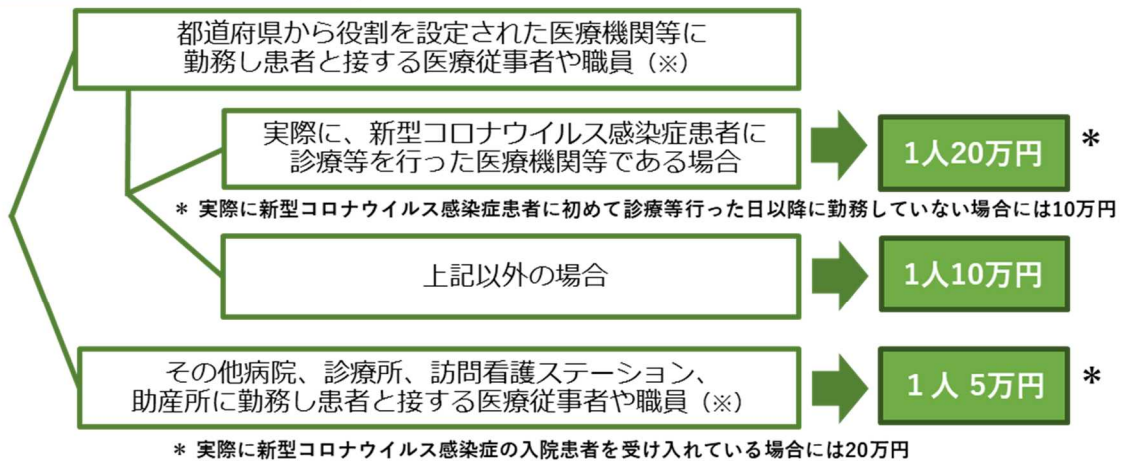 都道府県から役割を設定された医療機関等に
勤務し患者と接する医療従事者や職員（※）
実際に、新型コロナウイルス感染症患者に
診療等を行った医療機関等である場合
1人20万円 *
* 実際に新型コロナウイルス感染症患者に初めて診療等行った日以降に勤務していない場合には10万円
上記以外の場合
1人10万円
その他病院、診療所、訪問看護ステーション、
助産所に勤務し患者と接する医療従事者や職員（※）
1人 5万円 *
* 実際に新型コロナウイルス感染症の入院患者を受け入れている場合には20万円